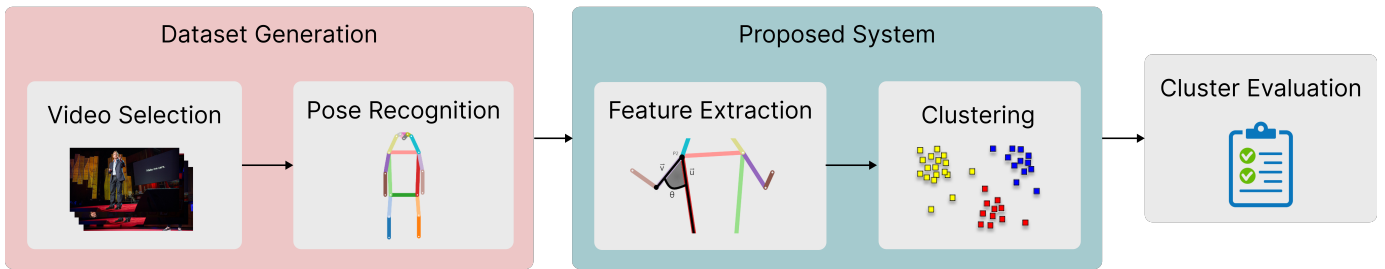 Dataset Generation
Video Selection
Pose Recognition
Proposed System
Feature Extraction
v
u
θ
Clustering
Cluster Evaluation